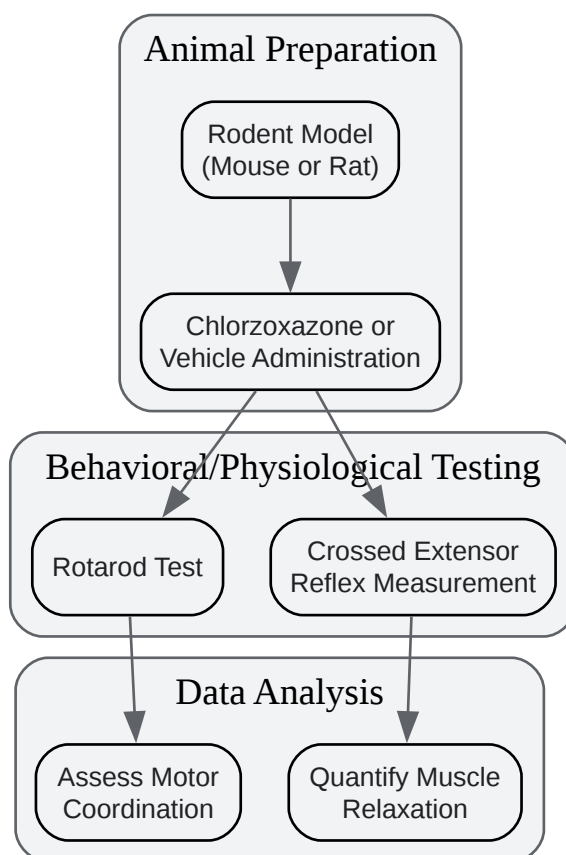 Animal Preparation
Rodent Model
(Mouse or Rat)
Chlorzoxazone or
Vehicle Administration
Behavioral/Physiological Testing
Rotarod Test
Crossed Extensor
Reflex Measurement
Data Analysis
Assess Motor
Coordination
Quantify Muscle
Relaxation